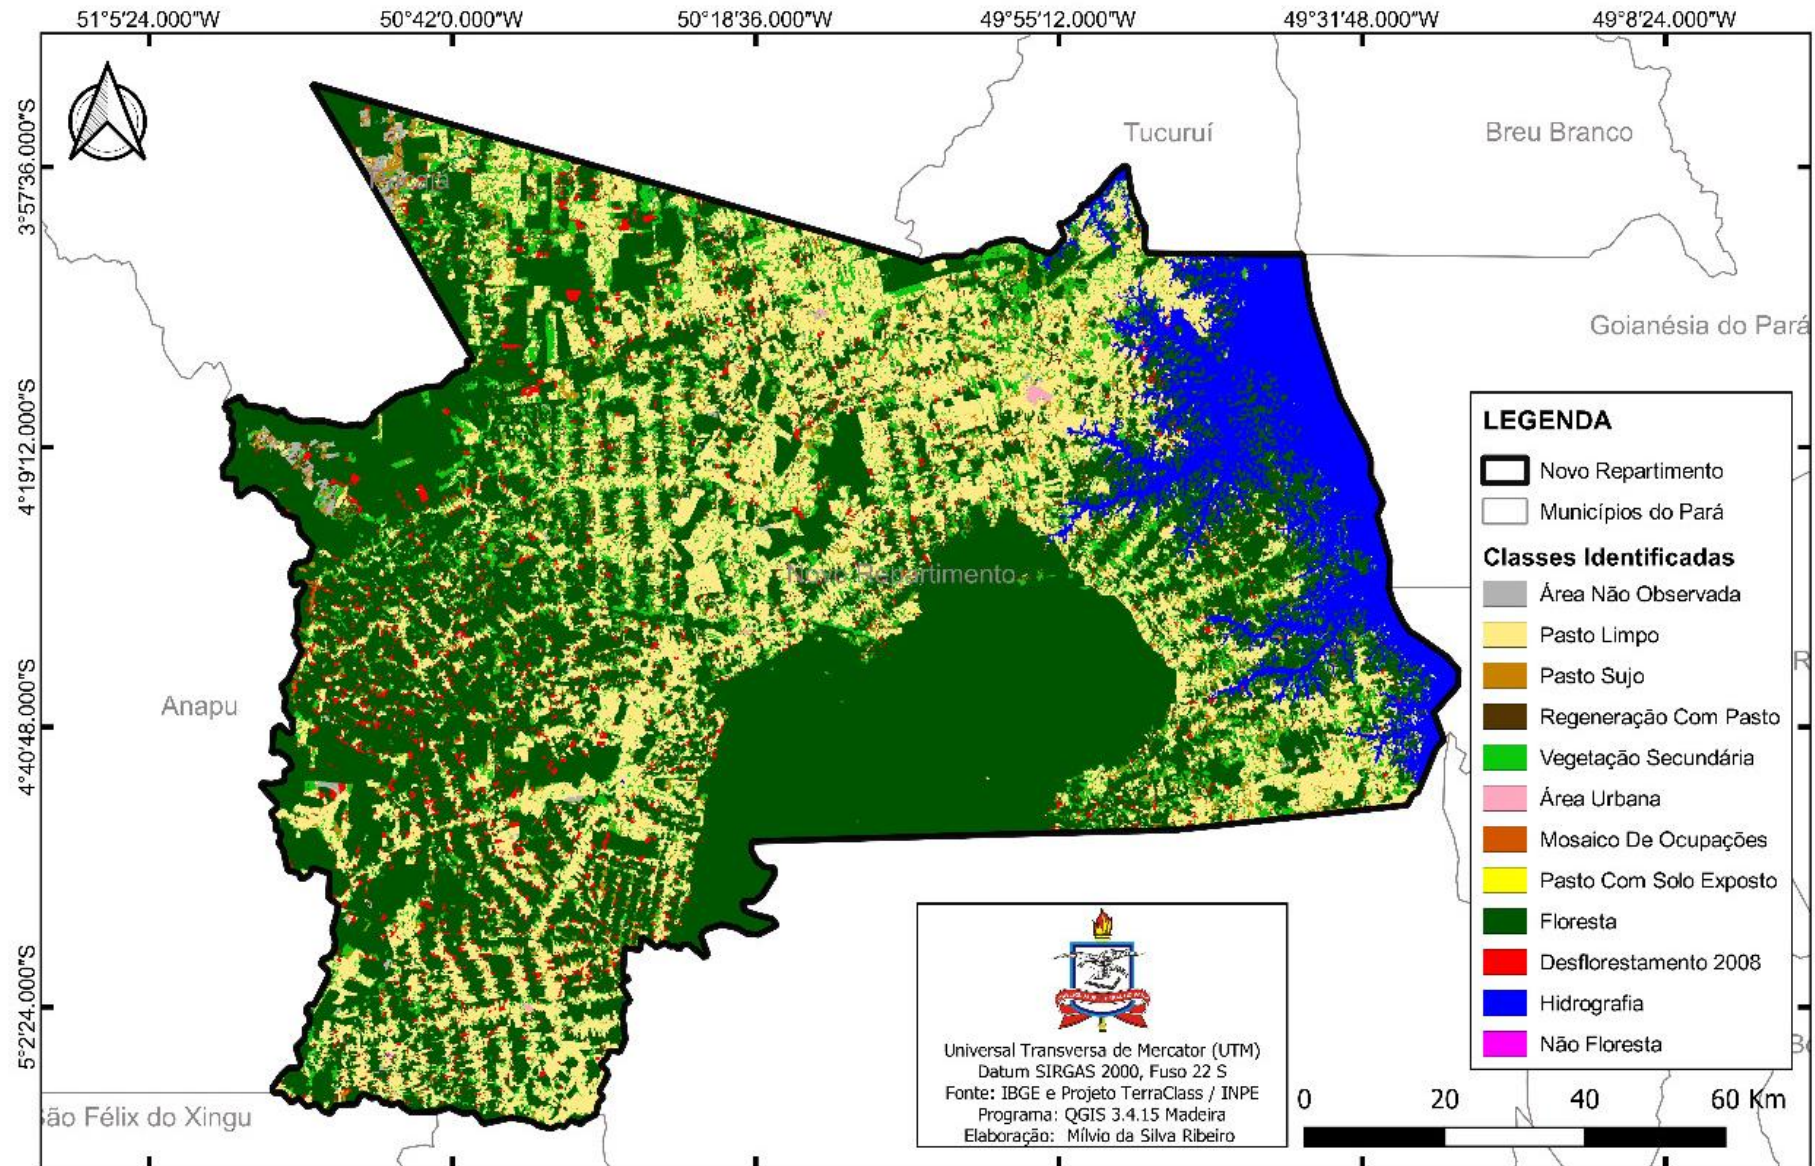 51°5'24.000"W 50°42'0.000"W 50°18'36.000"W 49°55'12.000"W 49°31'48.000"W 49°8'24.000"W
3°57'36.000"S
4°19'12.000"S
4°40'48.000"S
5°2'24.000"S
Tucuruí
Breu Branco
Goianésia do Pará
Novo Repartimento
Anapu
São Félix do Xingu
LEGENDA
Novo Repartimento
Municípios do Pará
Classes Identificadas
Área Não Observada
Pasto Limpo
Pasto Sujo
Regeneração Com Pasto
Vegetação Secundária
Área Urbana
Mosaico De Ocupações
Pasto Com Solo Exposto
Floresta
Desflorestamento 2008
Hidrografia
Não Floresta
Universal Transversa de Mercator (UTM)
Datum SIRGAS 2000, Fuso 22 S
Fonte: IBGE e Projeto TerraClass / INPE
Programa: QGIS 3.4.15 Madeira
Elaboração: Mílvio da Silva Ribeiro
0 20 40 60 Km